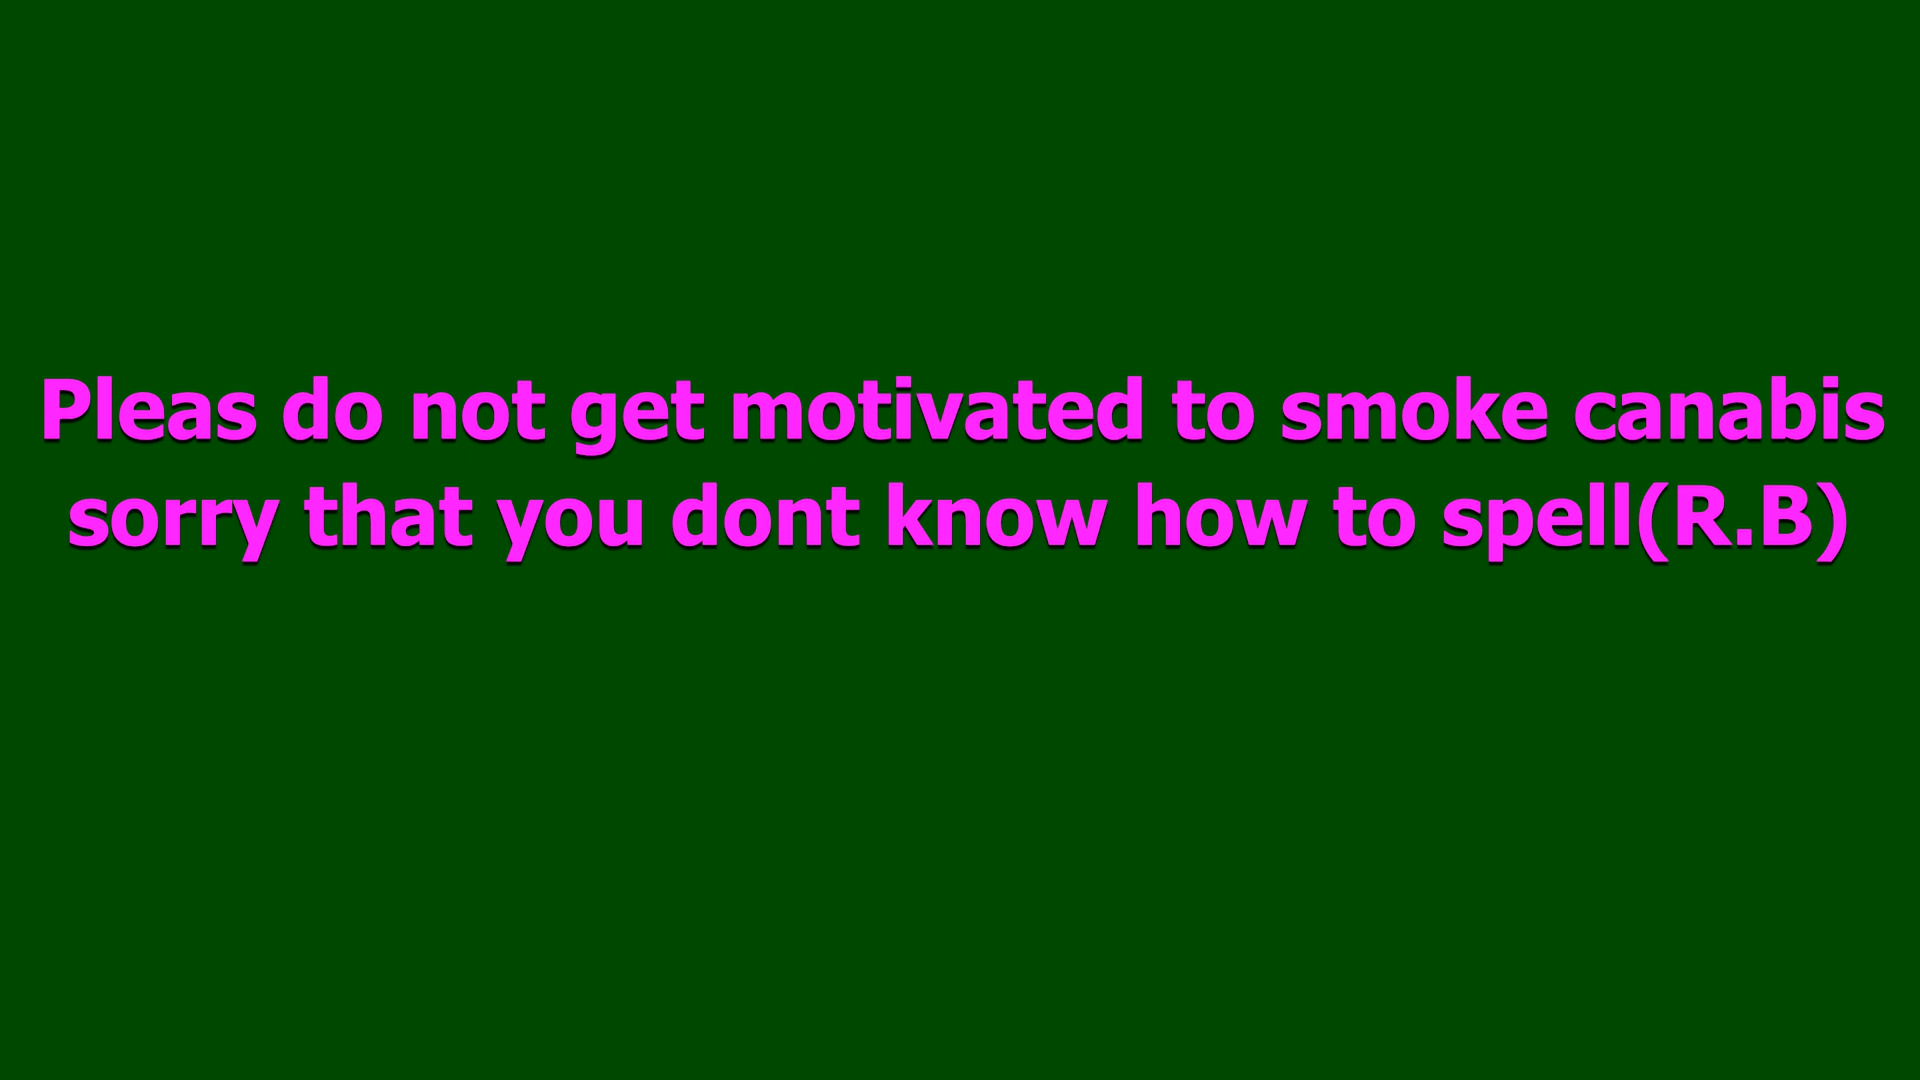 Pleas do not get motivated to smoke canabis
sorry that you dont know how to spell(R.B)